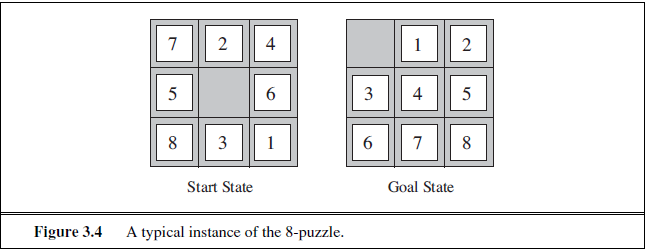 7 2 4 1 2
5 6 3 4 5
8 3 1 6 7 8
Start State Goal State
Figure 3.4 A typical instance of the 8-puzzle.